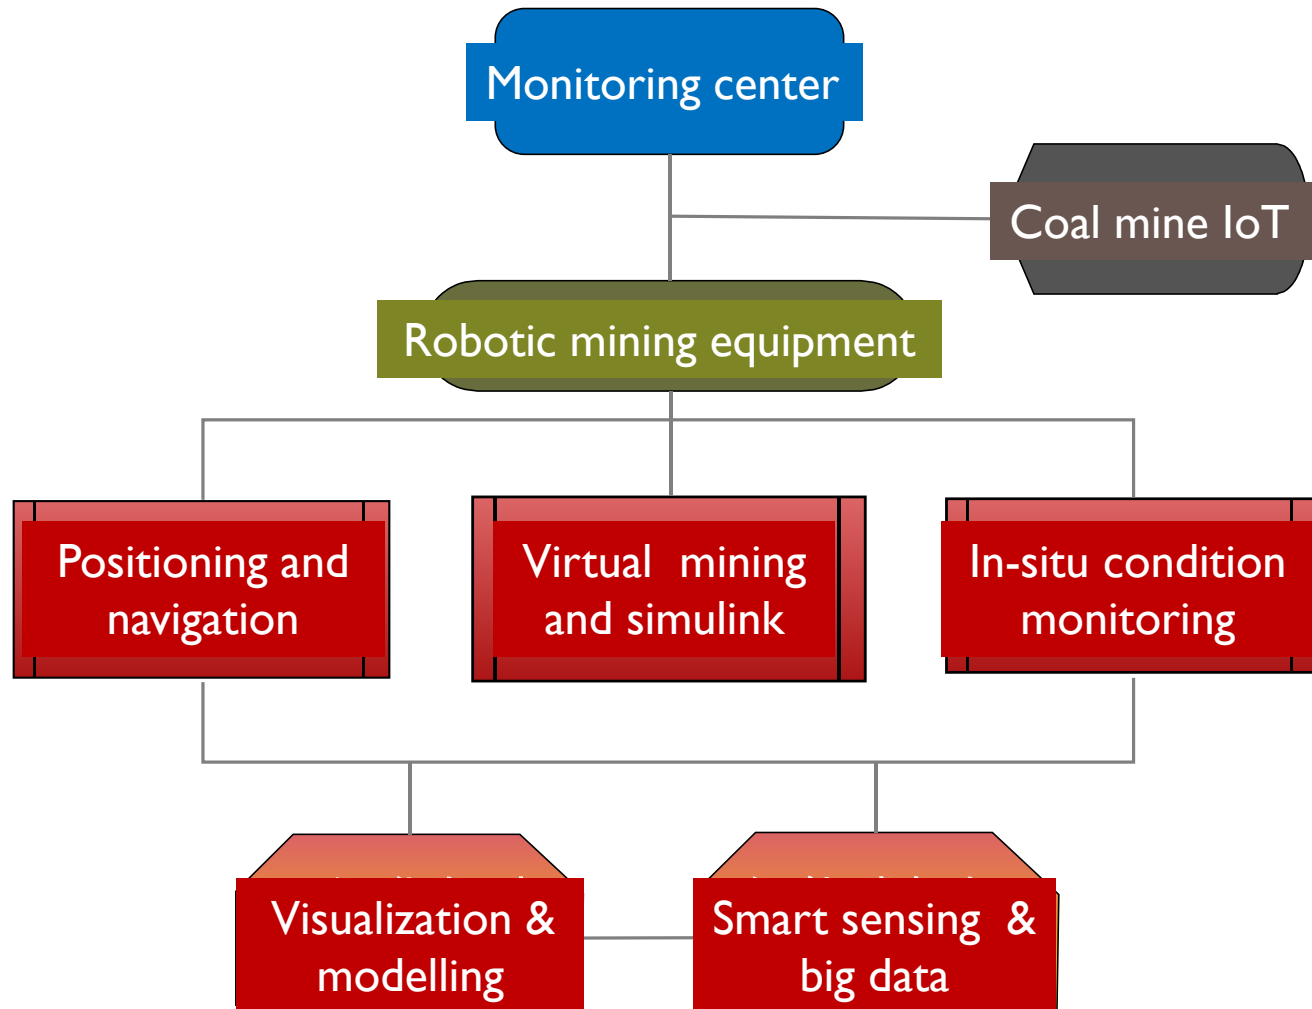 Monitoring center
Coal mine IoT
Robotic mining equipment
Positioning and
navigation
Virtual mining
and simulink
In-situ condition
monitoring
Visualization &
modelling
Smart sensing &
big data